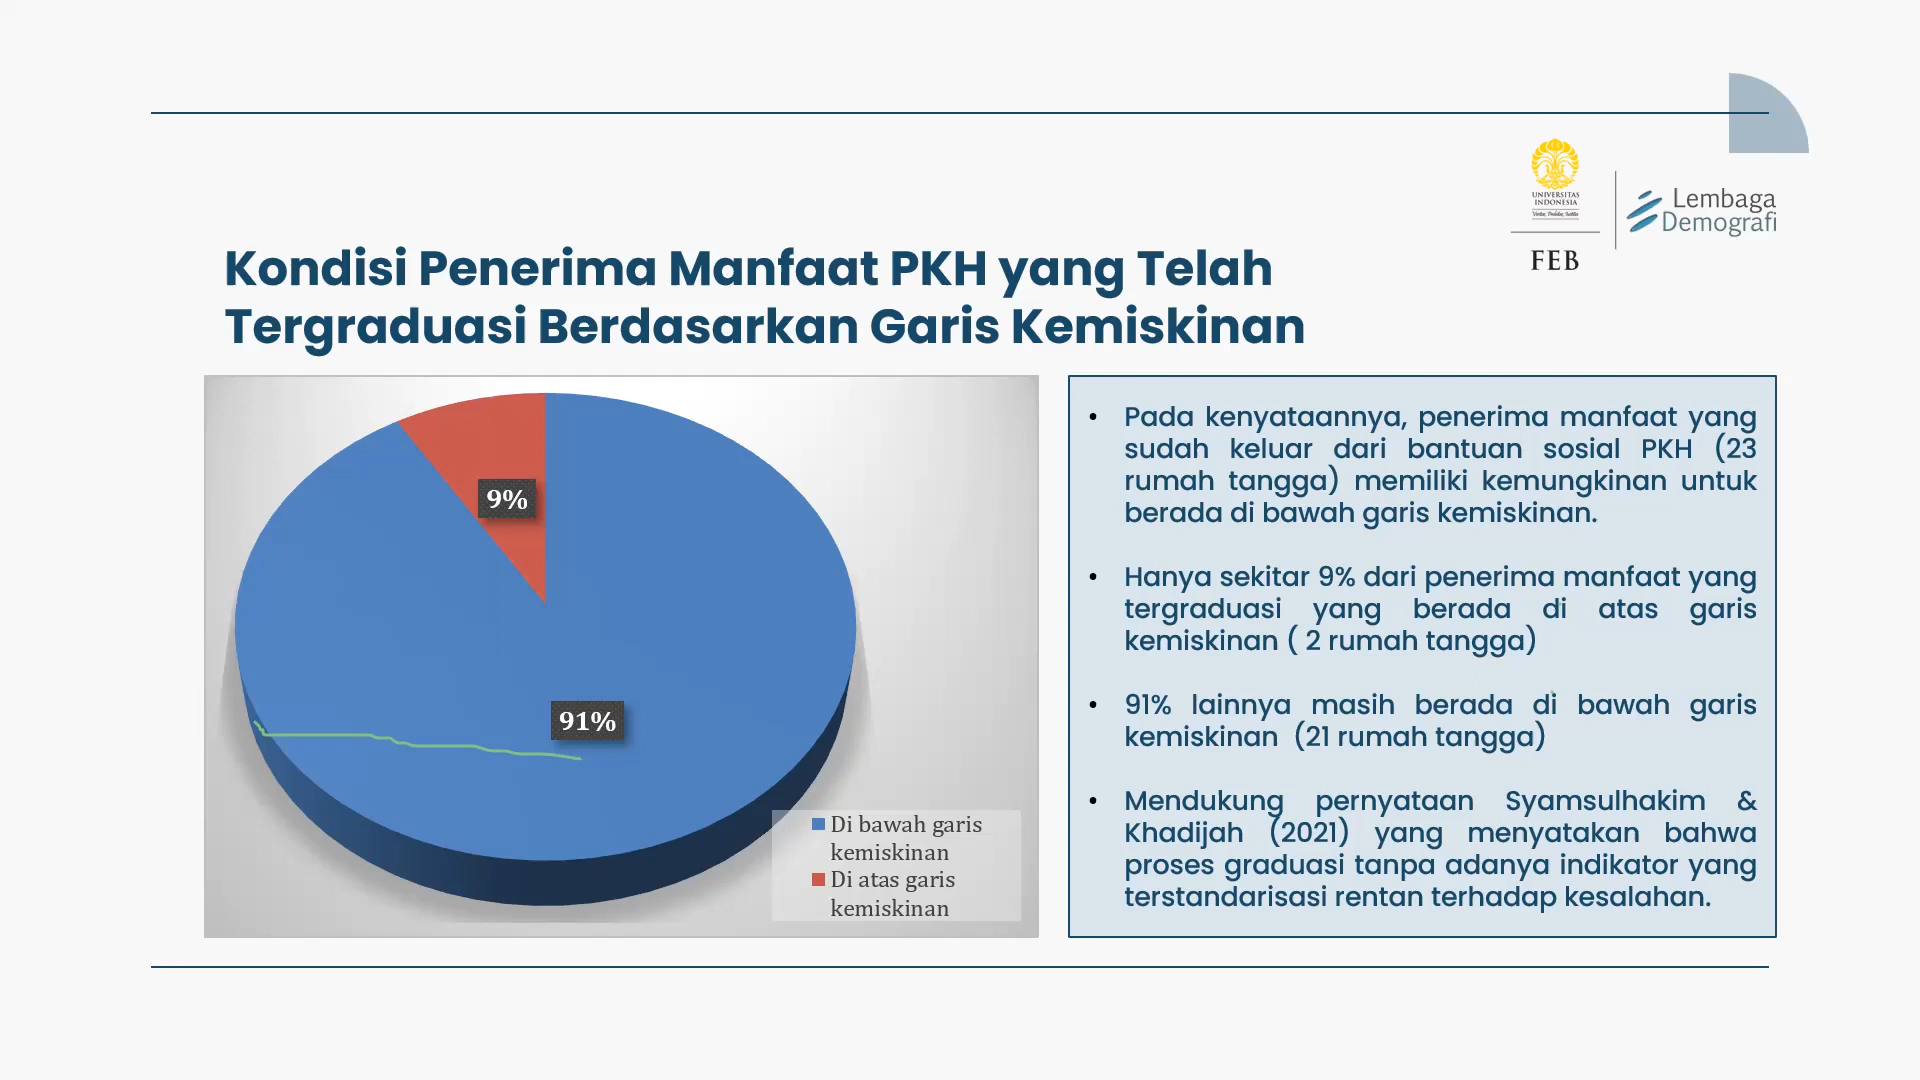 UNIVERSITAS
INDONESIA
Veritas, Probitas, Iustitia
FEB
Lembaga
Demografi
Kondisi Penerima Manfaat PKH yang Telah
Tergraduasi Berdasarkan Garis Kemiskinan
9%
91%
Di bawah garis
kemiskinan
Di atas garis
kemiskinan
• Pada kenyataannya, penerima manfaat yang
sudah keluar dari bantuan sosial PKH (23
rumah tangga) memiliki kemungkinan untuk
berada di bawah garis kemiskinan.
• Hanya sekitar 9% dari penerima manfaat yang
tergraduasi yang berada di atas garis
kemiskinan ( 2 rumah tangga)
• 91% lainnya masih berada di bawah garis
kemiskinan (21 rumah tangga)
• Mendukung pernyataan Syamsulhakim &
Khadijah (2021) yang menyatakan bahwa
proses graduasi tanpa adanya indikator yang
terstandarisasi rentan terhadap kesalahan.